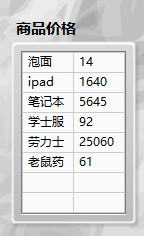 商品价格
泡面 14
ipad 1640
笔记本 5645
学士服 92
劳力士 25060
老鼠药 61